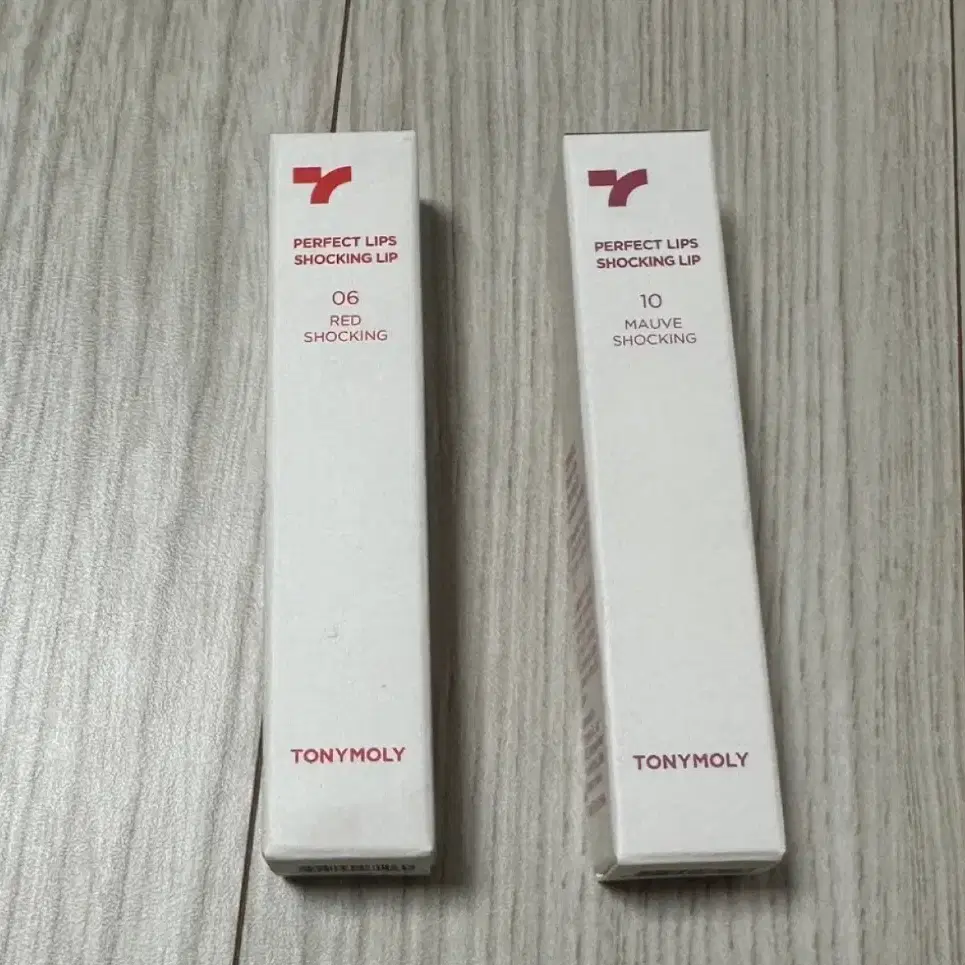 PERFECT LIPS
SHOCKING LIP
06
RED
SHOCKING
TONYMOLY
PERFECT LIPS
SHOCKING LIP
10
MAUVE
SHOCKING
TONYMOLY